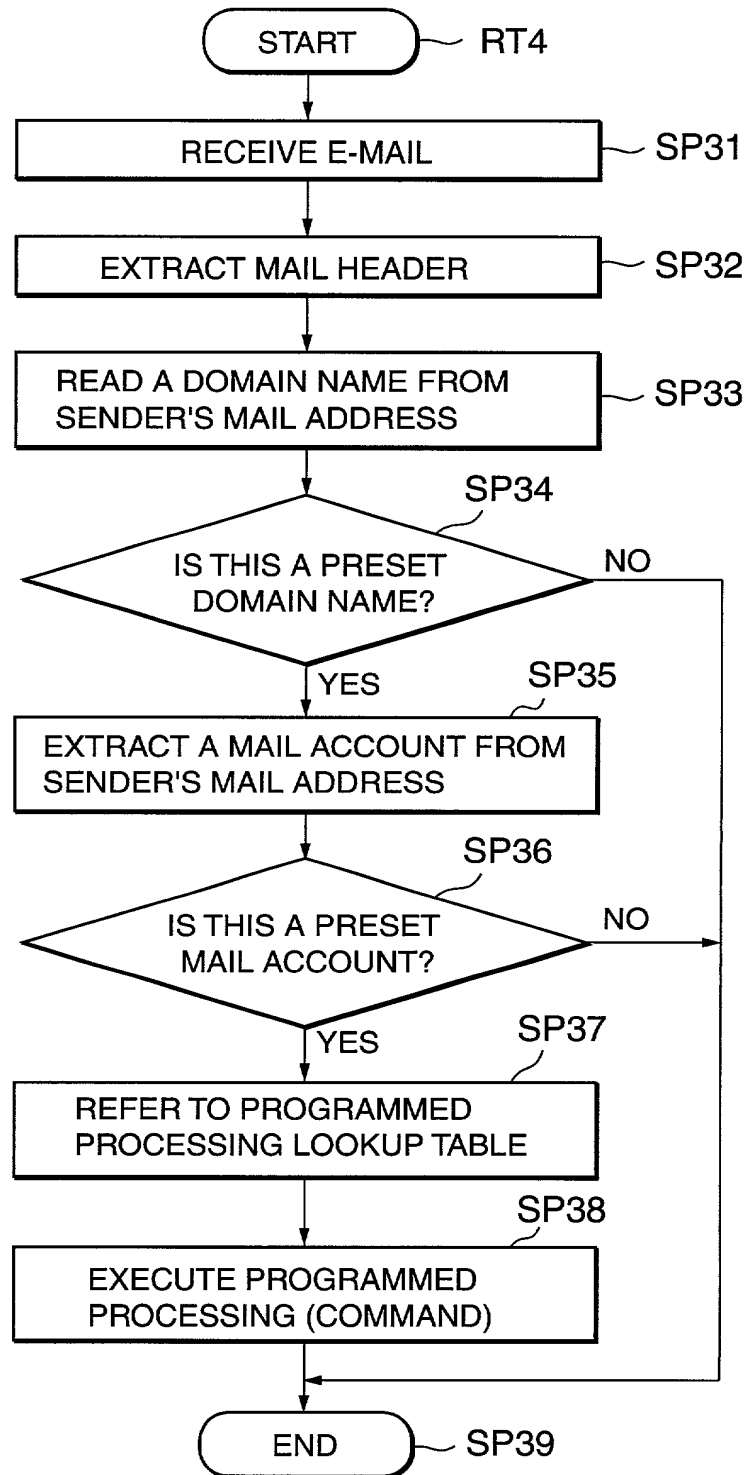 START
RT4
RECEIVE E-MAIL
SP31
EXTRACT MAIL HEADER
SP32
READ A DOMAIN NAME FROM
SENDER'S MAIL ADDRESS
SP33
SP34
IS THIS A PRESET
DOMAIN NAME?
NO
YES
SP35
EXTRACT A MAIL ACCOUNT FROM
SENDER'S MAIL ADDRESS
SP36
IS THIS A PRESET
MAIL ACCOUNT?
NO
YES
SP37
REFER TO PROGRAMMED
PROCESSING LOOKUP TABLE
SP38
EXECUTE PROGRAMMED
PROCESSING (COMMAND)
END
SP39